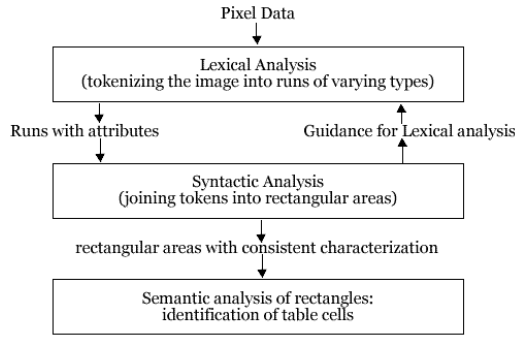 Pixel Data
Lexical Analysis
(tokenizing the image into runs of varying types)
Runs with attributes
Guidance for Lexical analysis
Syntactic Analysis
(joining tokens into rectangular areas)
rectangular areas with consistent characterization
Semantic analysis of rectangles:
identification of table cells